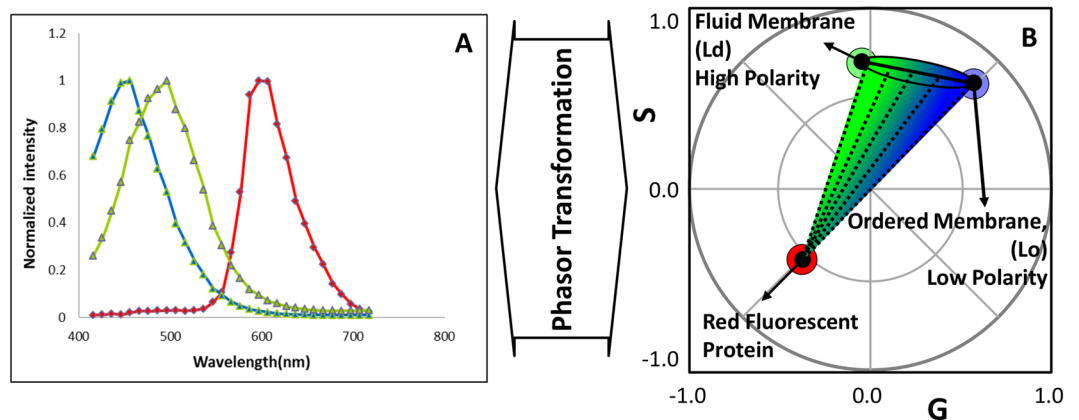 A
Normalized intensity
1.2
1
0.8
0.6
0.4
0.2
0
400
500
600
700
800
Wavelength(nm)
Phasor Transformation
B
1.0
Fluid Membrane
(Ld)
High Polarity
S
0.0
Ordered Membrane,
(Lo)
Low Polarity
Red Fluorescent
Protein
-1.0
-1.0
0.0
1.0
G